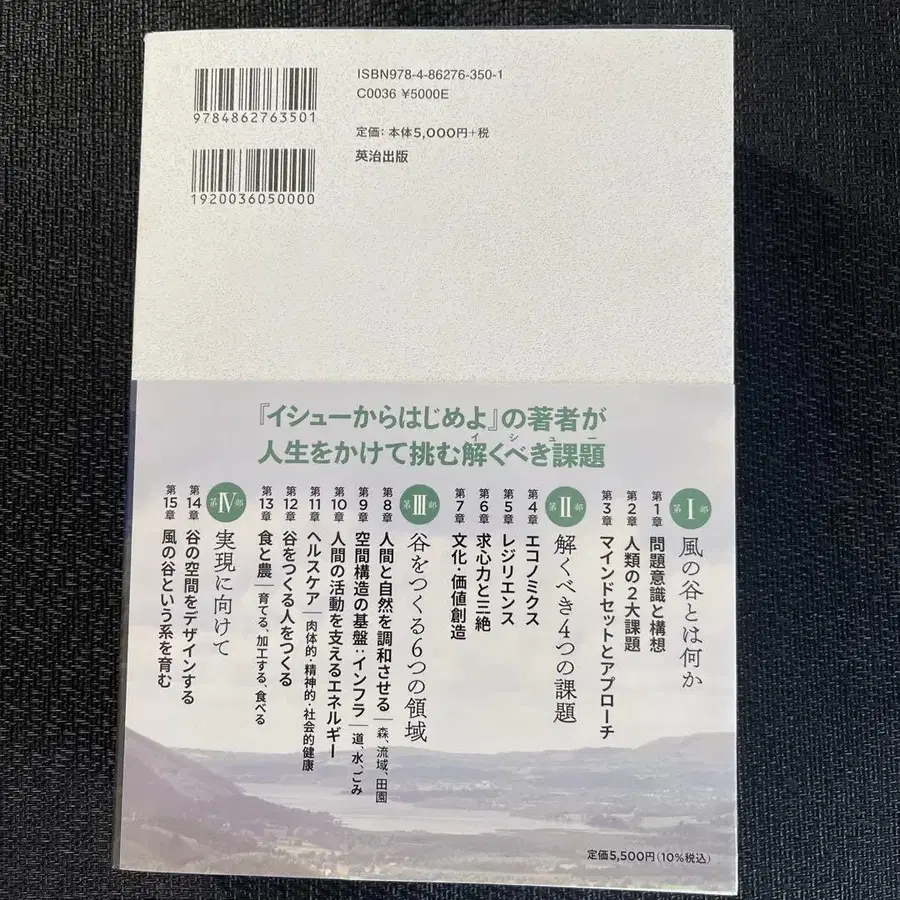 ISBN978-4-86276-350-1
C0036 ¥5000E
9784862763501
定価：本体5,000円+税
英治出版
1920036050000
『イシューからはじめよ』の著者が
人生をかけて挑む解くべき課題
イシュー
第Ⅰ部 風の谷とは何か
第1章 問題意識と構想
第2章 人類の2大課題
第3章 マインドセットとアプローチ
第Ⅱ部 解くべき4つの課題
第4章 エコノミクス
第5章 レジリエンス
第6章 求心力と三絶
第7章 文化・価値創造
第Ⅲ部 谷をつくる6つの領域
第8章 人間と自然を調和させる｜森、流域、田園
第9章 空間構造の基盤：インフラ｜道、水、ごみ
第10章 人間の活動を支えるエネルギー
第11章 ヘルスケア｜肉体的・精神的・社会的健康
第12章 谷をつくる人をつくる
第13章 食と農｜育てる、加工する、食べる
第Ⅳ部 実現に向けて
第14章 谷の空間をデザインする
第15章 風の谷という系を育む
定価5,500円（10%税込）